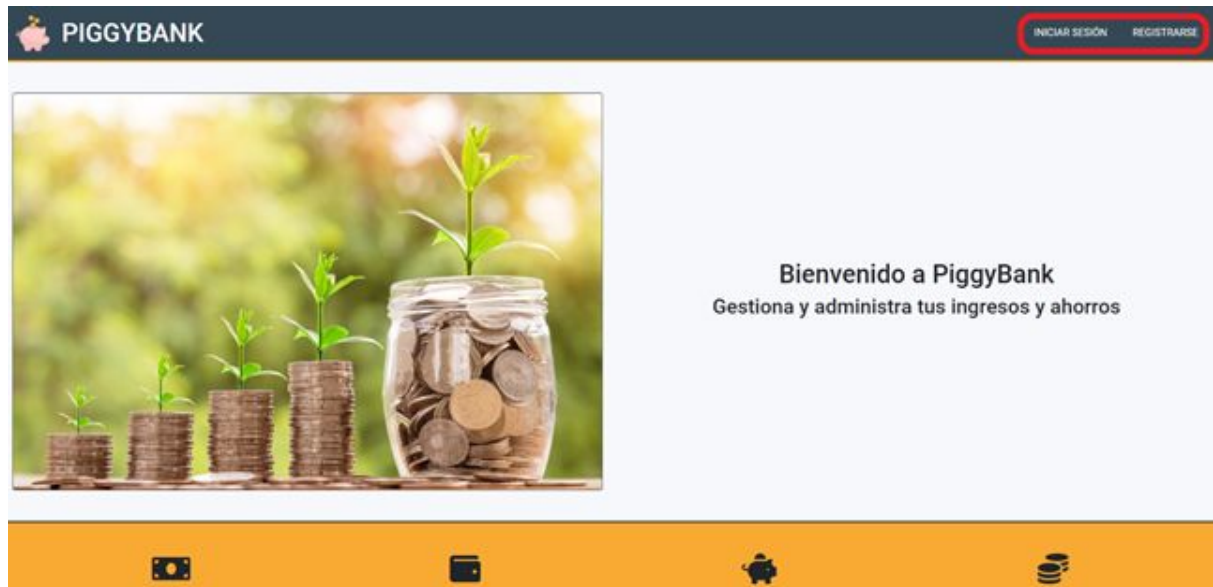 PIGGYBANK
INICIAR SESIÓN REGISTRARSE
Bienvenido a PiggyBank
Gestiona y administra tus ingresos y ahorros